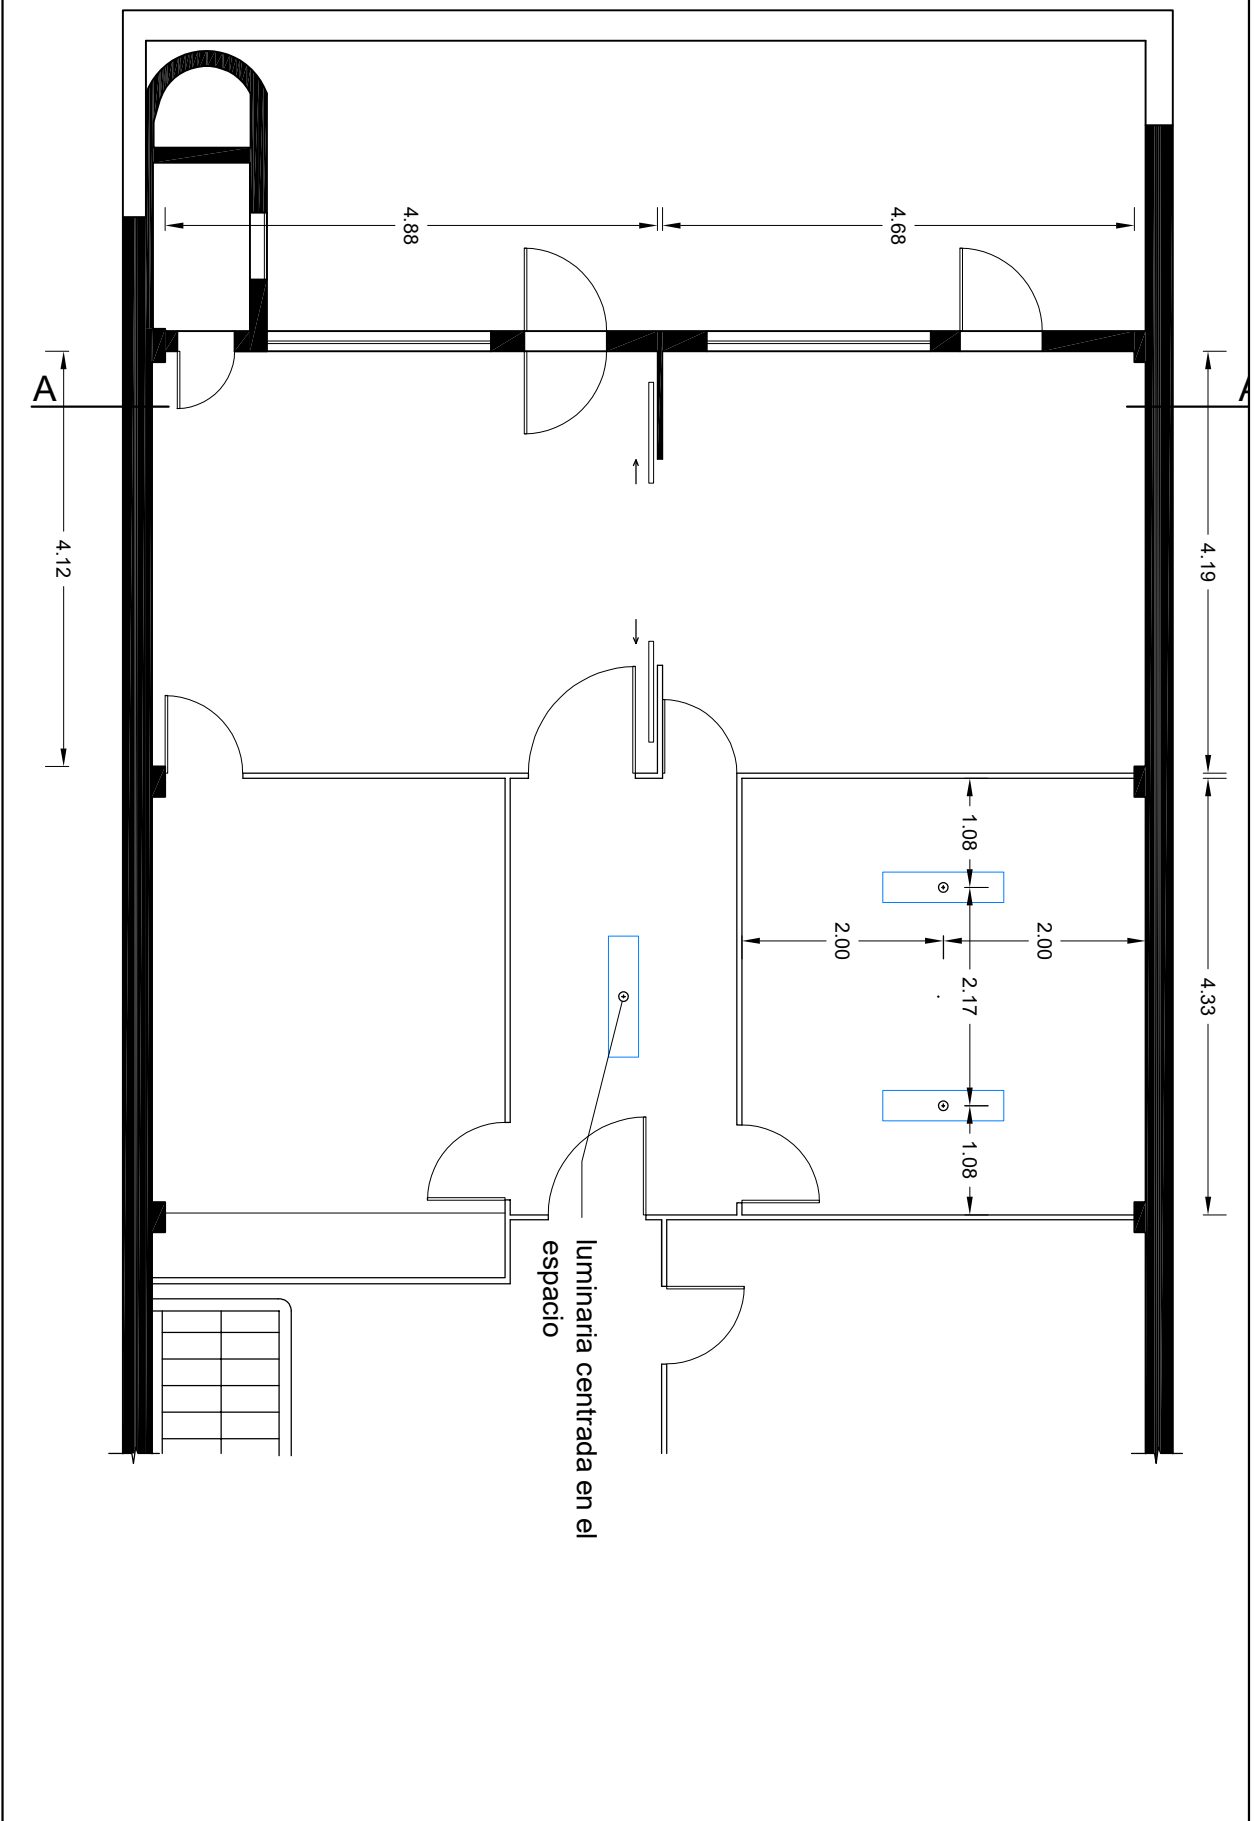 4.88
4.68
A
A
4.12
4.19
1.08
2.00
2.00
2.17
4.33
1.08
luminaria centrada en el
espacio